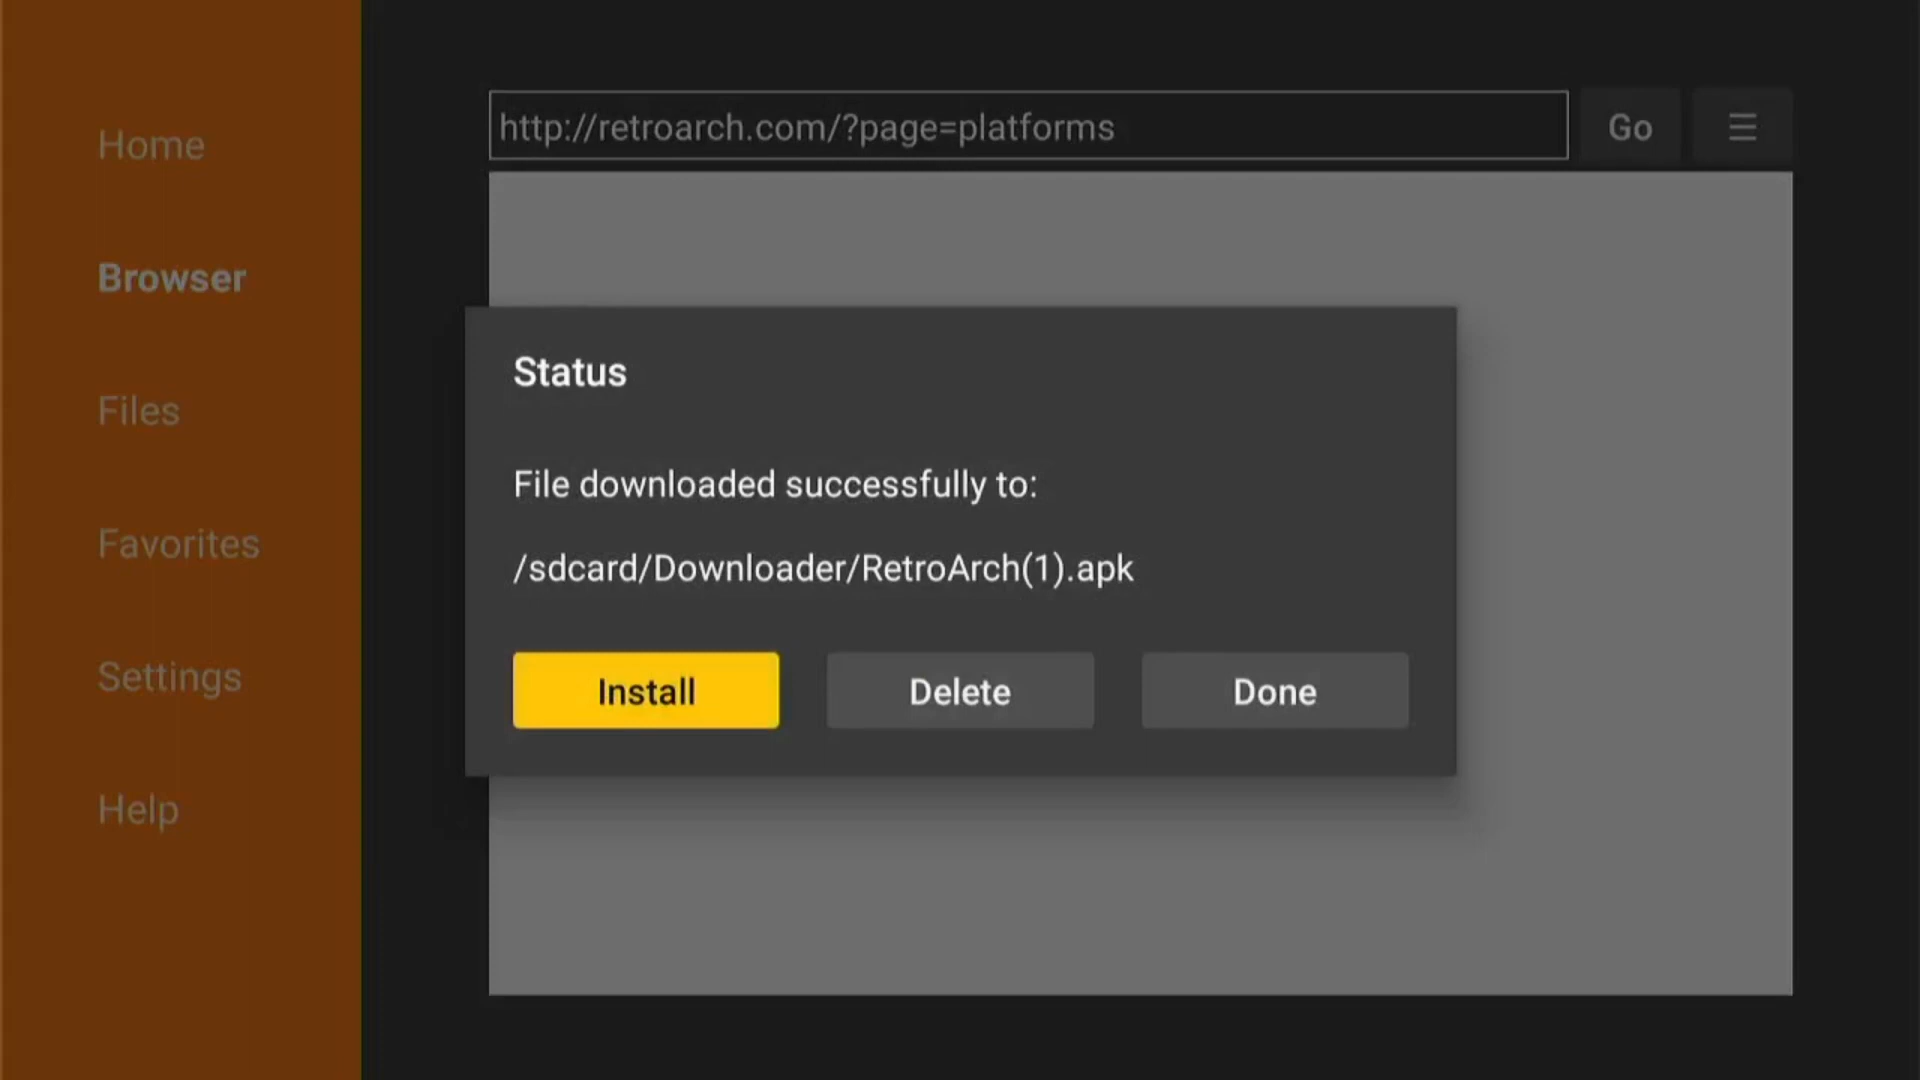 Home
Browser
Files
Favorites
Settings
Help
http://retroarch.com/?page=platforms
Go
Status
File downloaded successfully to:
/sdcard/Downloader/RetroArch(1).apk
Install
Delete
Done